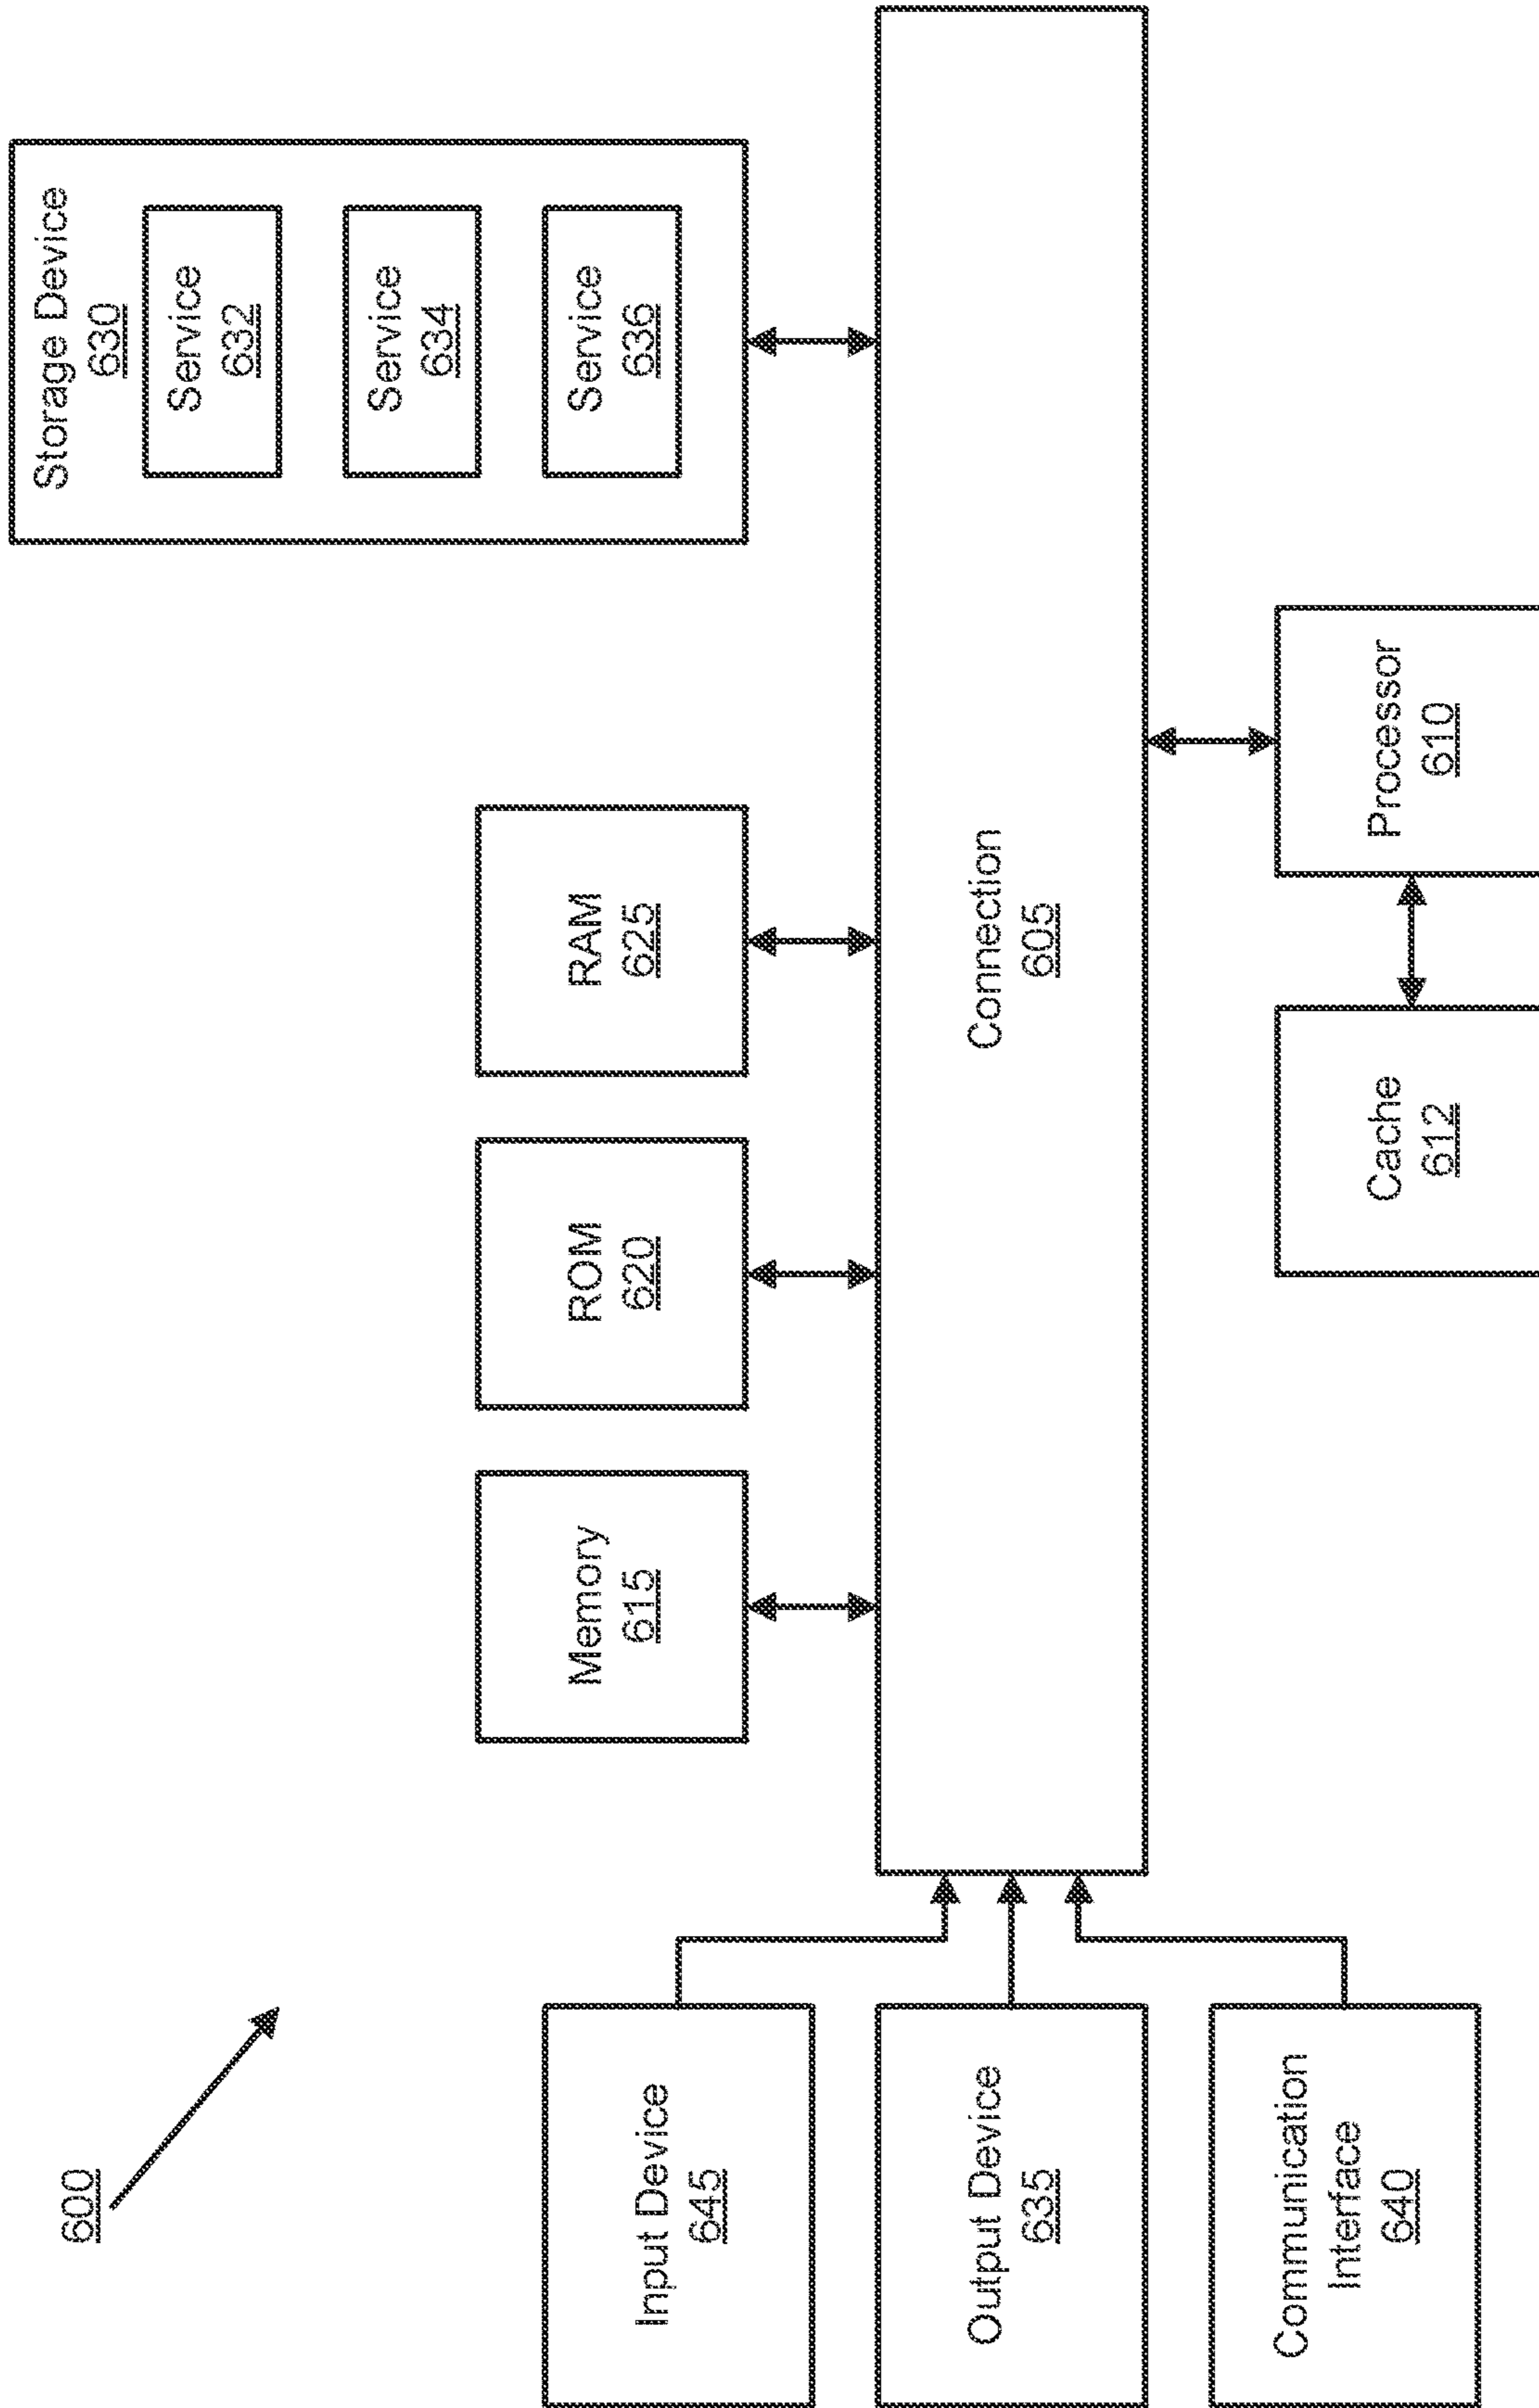 600
Input Device
645
Output Device
635
Communication
Interface
640
Memory
615
ROM
620
RAM
625
Storage Device
630
Service
632
Service
634
Service
636
Connection
605
Cache
612
Processor
610